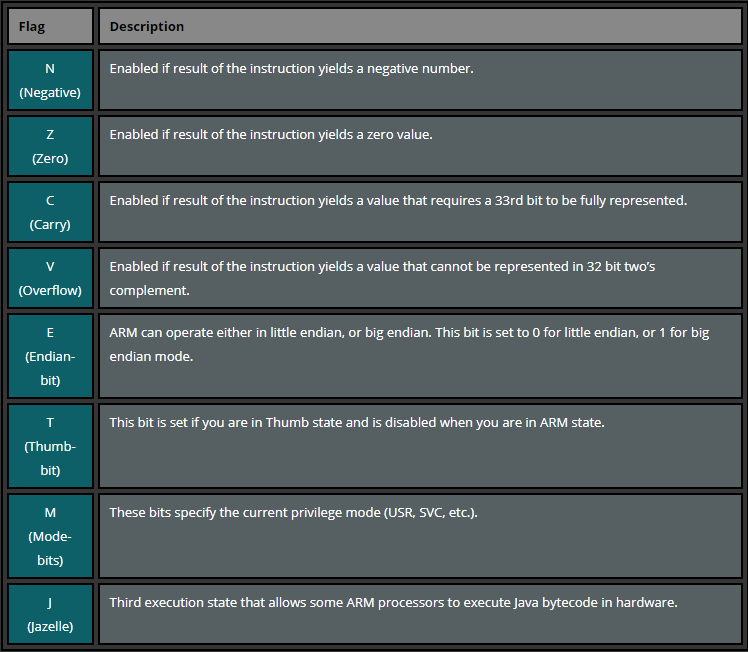 Flag Description
N Enabled if result of the instruction yields a negative number.
(Negative)
Z Enabled if result of the instruction yields a zero value.
(Zero)
C Enabled if result of the instruction yields a value that requires a 33rd bit to be fully represented.
(Carry)
V Enabled if result of the instruction yields a value that cannot be represented in 32 bit two’s
(Overflow) complement.
E ARM can operate either in little endian, or big endian. This bit is set to 0 for little endian, or 1 for big
(Endian- endian mode.
bit)
T This bit is set if you are in Thumb state and is disabled when you are in ARM state.
(Thumb-
bit)
M These bits specify the current privilege mode (USR, SVC, etc.).
(Mode-
bits)
J Third execution state that allows some ARM processors to execute Java bytecode in hardware.
(Jazelle)